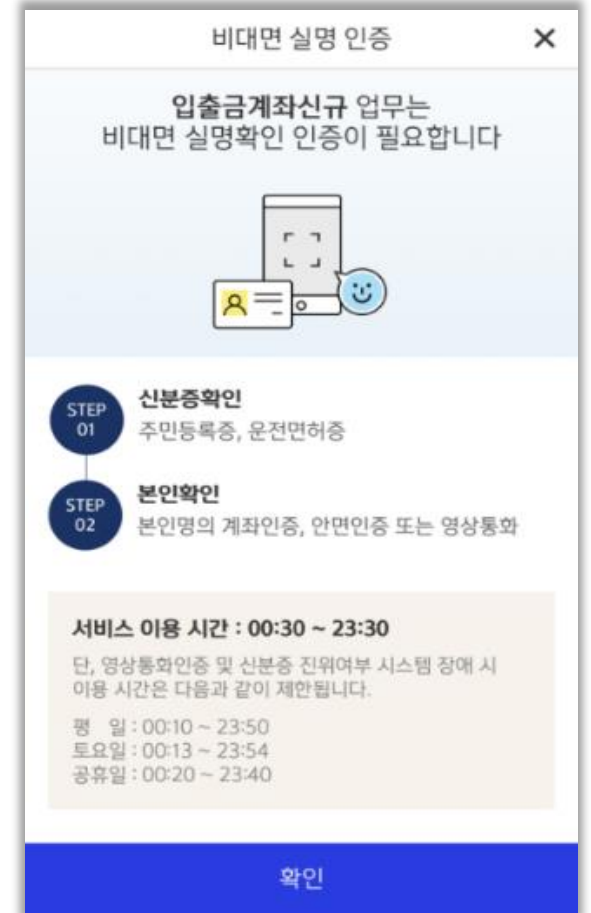 비대면 실명 인증
입출금계좌신규 업무는
비대면 실명확인 인증이 필요합니다
STEP
01
신분증확인
주민등록증, 운전면허증
STEP
02
본인확인
본인명의 계좌인증, 안면인증 또는 영상통화
서비스 이용 시간 : 00:30 ~ 23:30
단, 영상통화인증 및 신분증 진위여부 시스템 장애 시
이용 시간은 다음과 같이 제한됩니다.
평 일 : 00:10 ~ 23:50
토요일 : 00:13 ~ 23:54
공휴일 : 00:20 ~ 23:40
확인